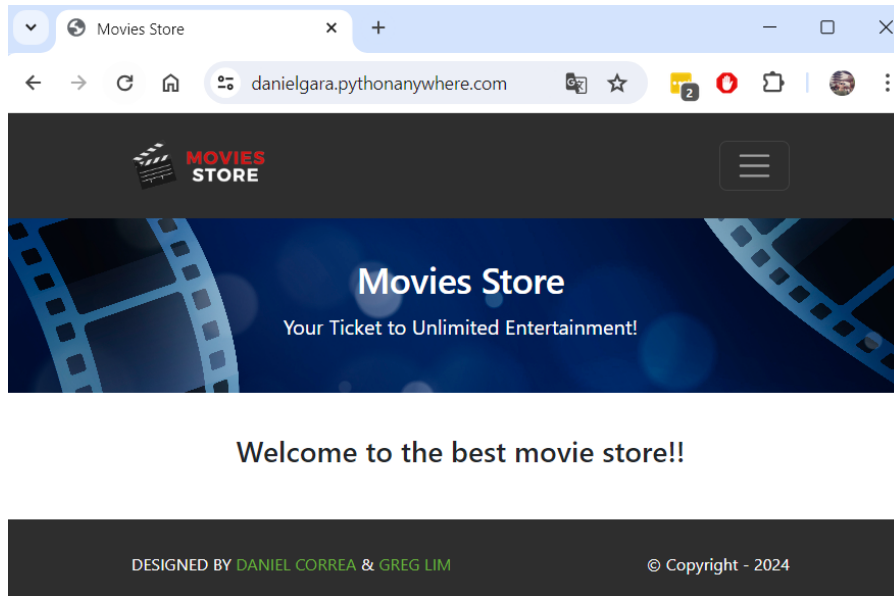 Movies Store
danielgara.pythonanywhere.com
2
MOVIES
STORE
Movies Store
Your Ticket to Unlimited Entertainment!
Welcome to the best movie store!!
DESIGNED BY DANIEL CORREA & GREG LIM
© Copyright - 2024